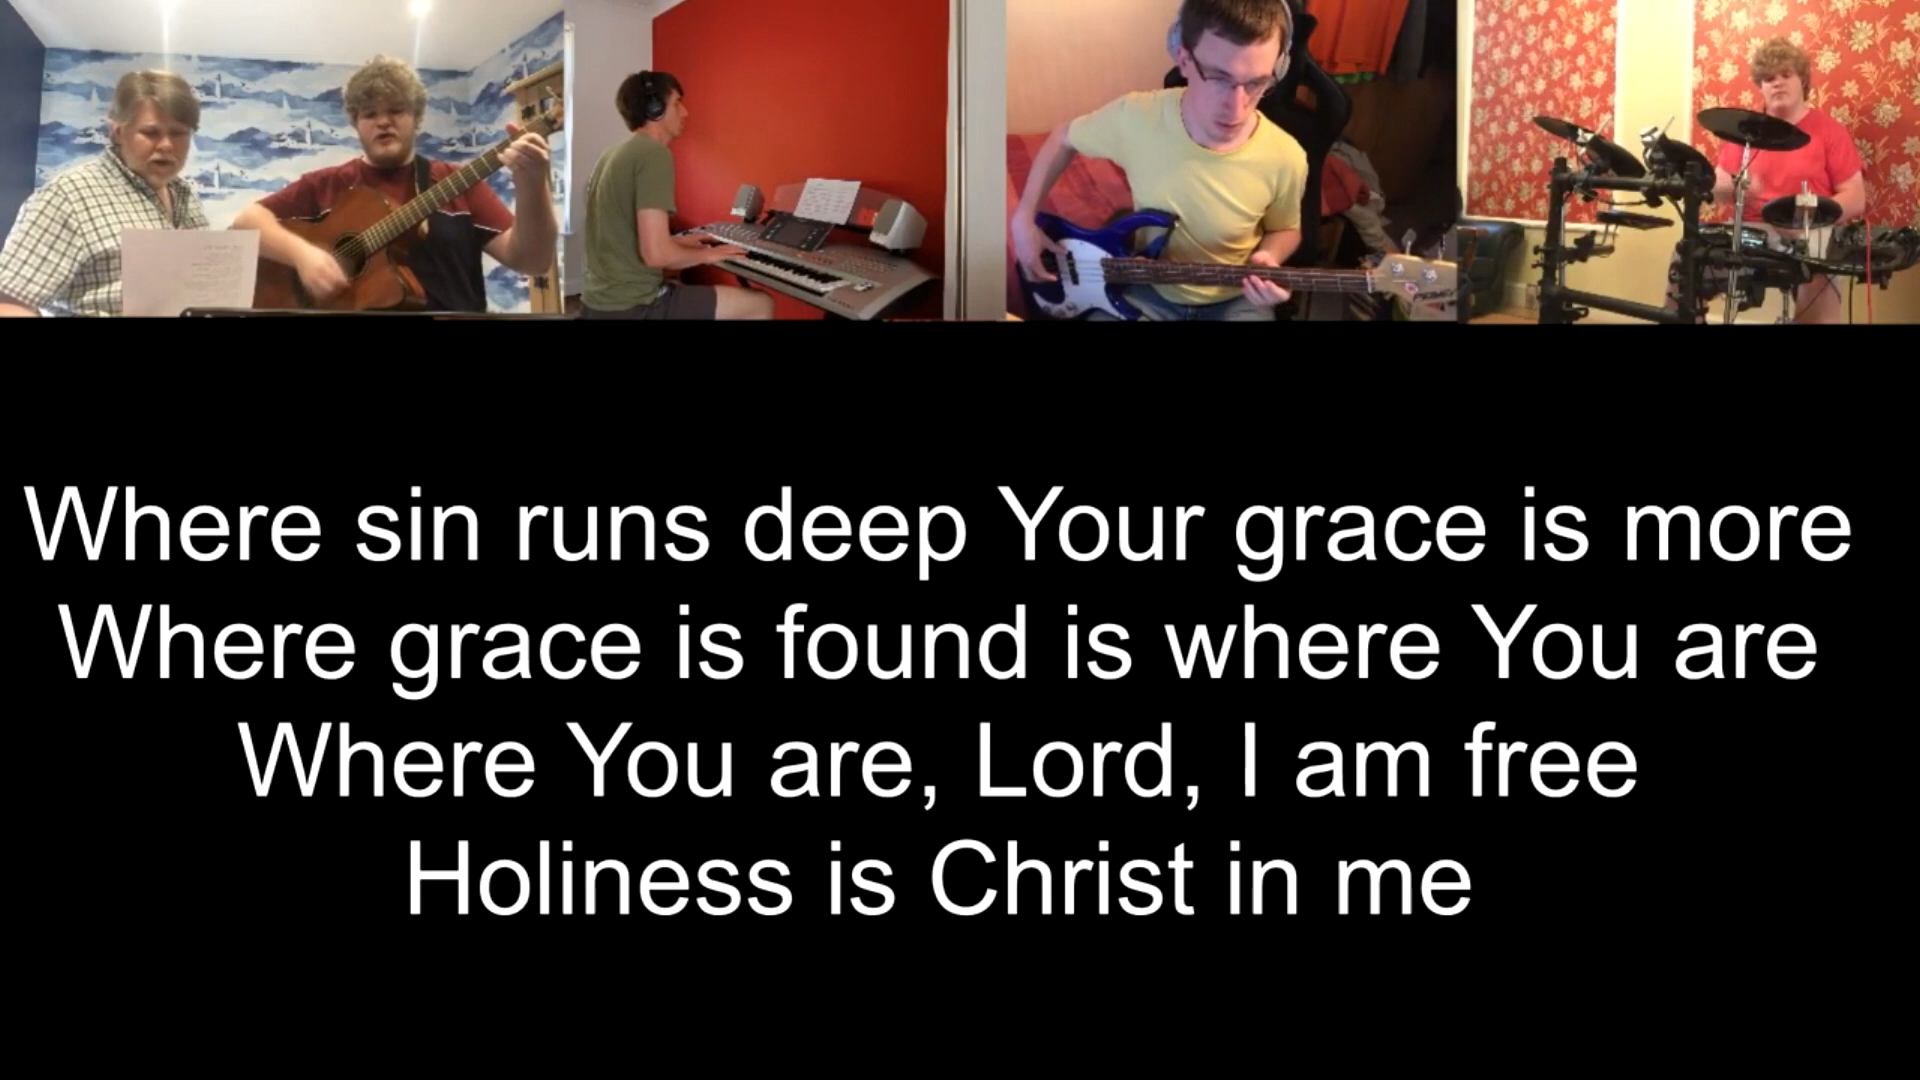 Where sin runs deep Your grace is more
Where grace is found is where You are
Where You are, Lord, I am free
Holiness is Christ in me